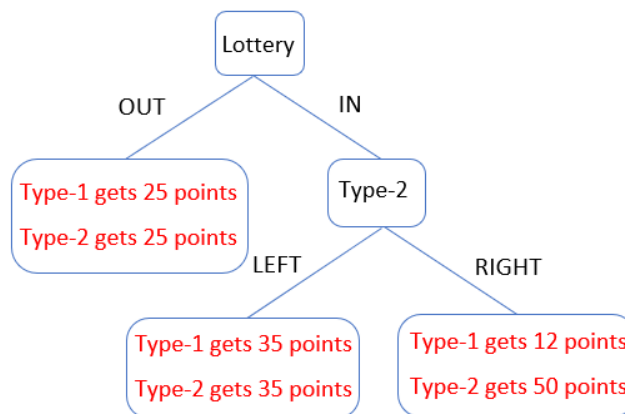 Lottery
OUT
IN
Type-1 gets 25 points
Type-2 gets 25 points
Type-2
LEFT
RIGHT
Type-1 gets 35 points
Type-2 gets 35 points
Type-1 gets 12 points
Type-2 gets 50 points